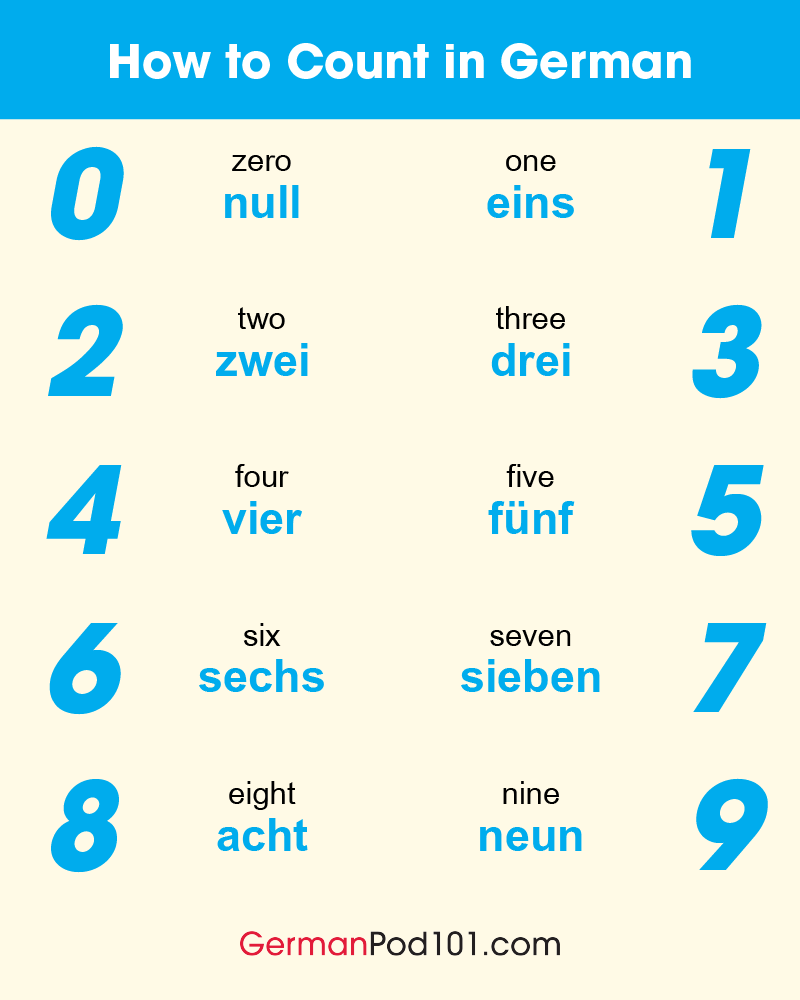 How to Count in German
0
zero
null
one
eins
1
2
two
zwei
three
drei
3
4
four
vier
five
fünf
5
6
six
sechs
seven
sieben
7
8
eight
acht
nine
neun
9
GermanPod101.com